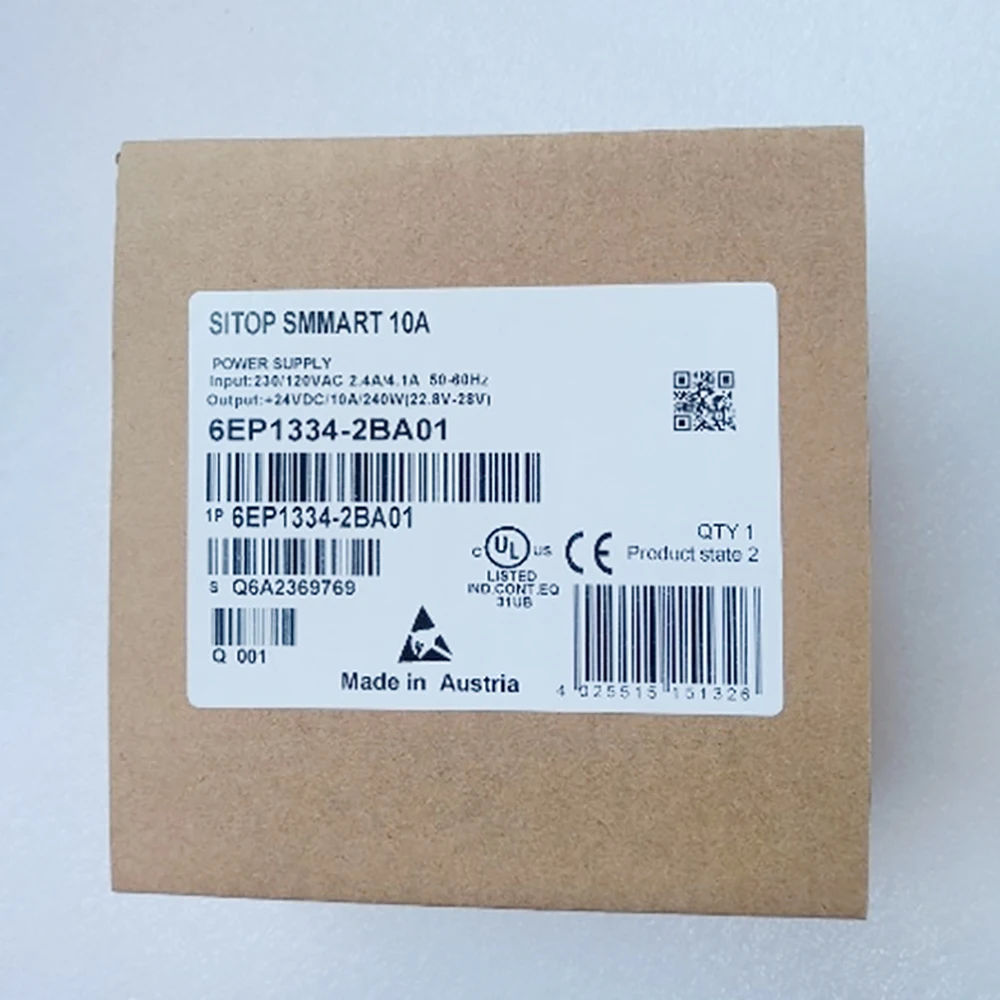 SITOP SMMART 10A
POWER SUPPLY
Input:230/120VAC 2.4A/4.1A 50-60Hz
Output:+24VDC/10A/240W(22.8V-28V)
6EP1334-2BA01
1P 6EP1334-2BA01
S Q6A2369769
Q 001
C UL US
LISTED
IND.CONT.EQ
31UB
CE
QTY 1
Product state 2
Made in Austria
4 025515 151326